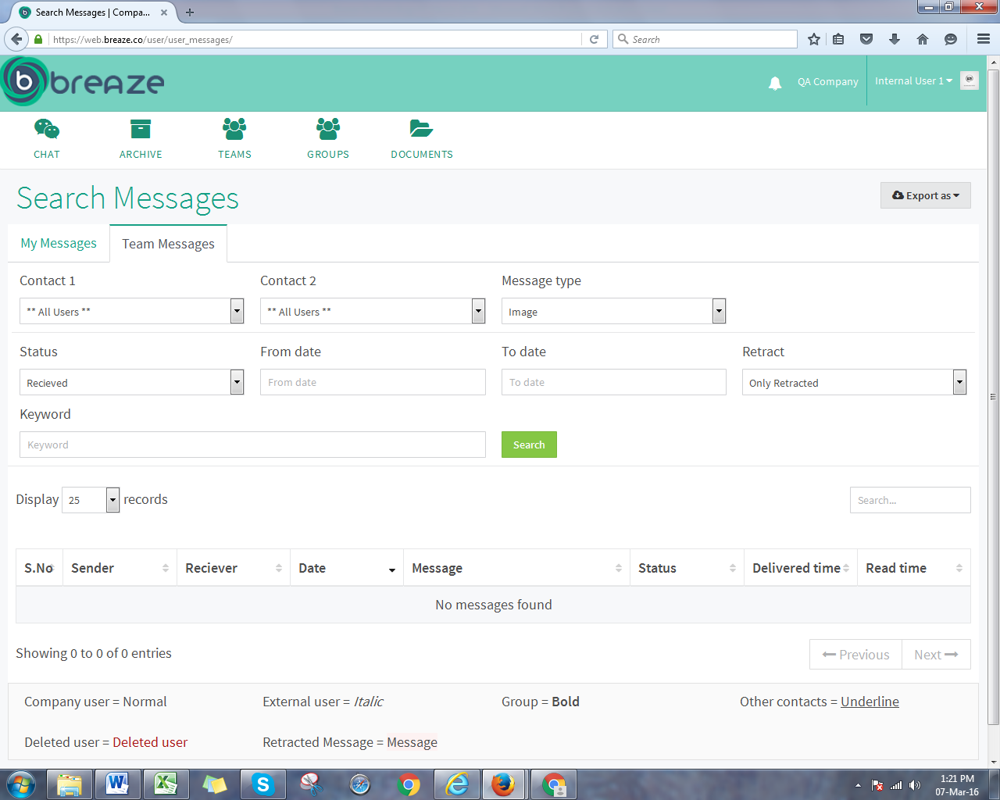 Search Messages | Compa...
https://web.breaze.co/user/user_messages/
Search
breaze
QA Company
Internal User 1
CHAT
ARCHIVE
TEAMS
GROUPS
DOCUMENTS
Search Messages
Export as
My Messages
Team Messages
Contact 1
Contact 2
Message type
** All Users **
** All Users **
Image
Status
From date
To date
Retract
Recieved
From date
To date
Only Retracted
Keyword
Keyword
Search
Display 25 records
Search...
S.No
Sender
Reciever
Date
Message
Status
Delivered time
Read time
No messages found
Showing 0 to 0 of 0 entries
Previous
Next
Company user = Normal
External user = Italic
Group = Bold
Other contacts = Underline
Deleted user = Deleted user
Retracted Message = Message
1:21 PM
07-Mar-16